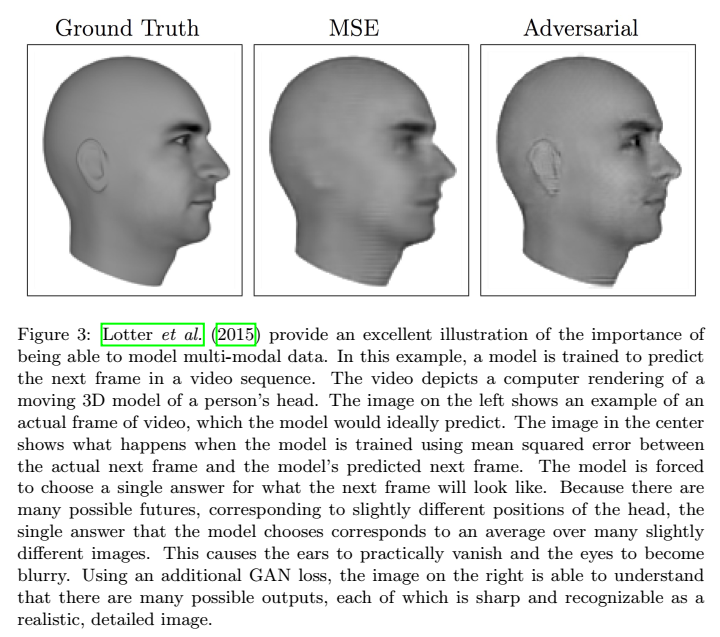 Ground Truth MSE Adversarial
Figure 3: Lotter et al. (2015) provide an excellent illustration of the importance of
being able to model multi-modal data. In this example, a model is trained to predict
the next frame in a video sequence. The video depicts a computer rendering of a
moving 3D model of a person's head. The image on the left shows an example of an
actual frame of video, which the model would ideally predict. The image in the center
shows what happens when the model is trained using mean squared error between
the actual next frame and the model's predicted next frame. The model is forced
to choose a single answer for what the next frame will look like. Because there are
many possible futures, corresponding to slightly different positions of the head, the
single answer that the model chooses corresponds to an average over many slightly
different images. This causes the ears to practically vanish and the eyes to become
blurry. Using an additional GAN loss, the image on the right is able to understand
that there are many possible outputs, each of which is sharp and recognizable as a
realistic, detailed image.